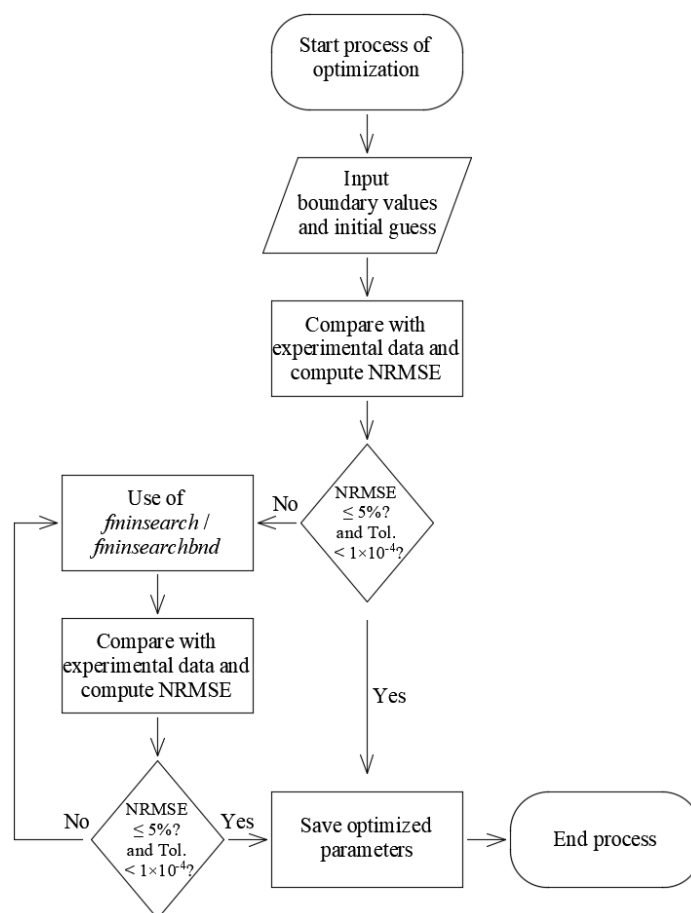 Start process of
optimization
Input
boundary values
and initial guess
Compare with
experimental data and
compute NRMSE
NRMSE
≤ 5%?
and Tol.
< 1×10⁻⁴?
No
Use of
fminsearch /
fminsearchbnd
Compare with
experimental data and
compute NRMSE
Yes
NRMSE
≤ 5%?
and Tol.
< 1×10⁻⁴?
No
Yes
Save optimized
parameters
End process